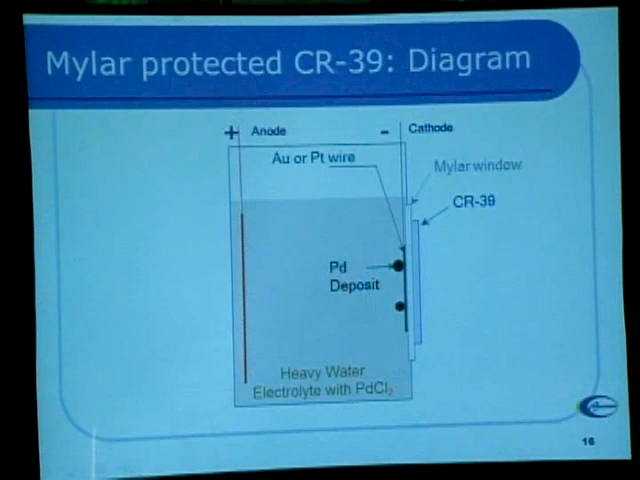 Mylar protected CR-39: Diagram
+ Anode - Cathode
Au or Pt wire
Mylar window
CR-39
Pd
Deposit
Heavy Water
Electrolyte with PdCl₂
16